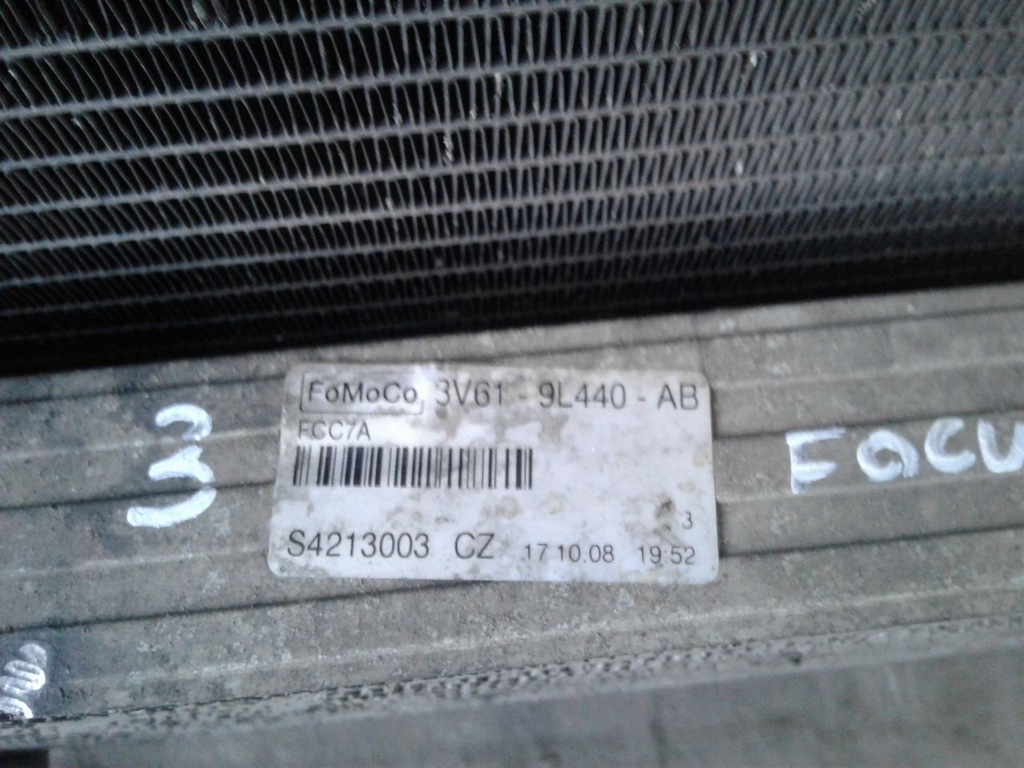 FoMoCo 3V61 - 9L440 - AB
FCC7A
3
S4213003 CZ 17 10.08 19:52
3
FOCU